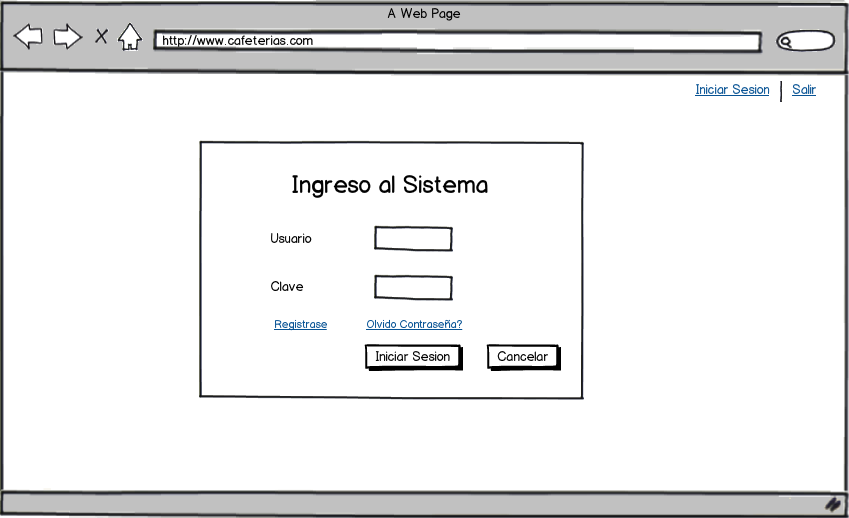 A Web Page
http://www.cafeterias.com
Iniciar Sesion Salir
Ingreso al Sistema
Usuario
Clave
Registrase Olvido Contraseña?
Iniciar Sesion Cancelar